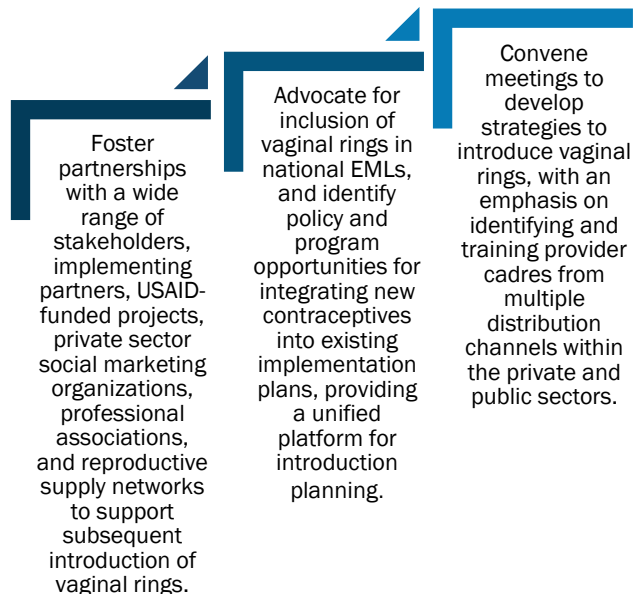 Foster
partnerships
with a wide
range of
stakeholders,
implementing
partners, USAID-
funded projects,
private sector
social marketing
organizations,
professional
associations,
and reproductive
supply networks
to support
subsequent
introduction of
vaginal rings.
Advocate for
inclusion of
vaginal rings in
national EMLs,
and identify
policy and
program
opportunities for
integrating new
contraceptives
into existing
implementation
plans, providing
a unified
platform for
introduction
planning.
Convene
meetings to
develop
strategies to
introduce vaginal
rings, with an
emphasis on
identifying and
training provider
cadres from
multiple
distribution
channels within
the private and
public sectors.